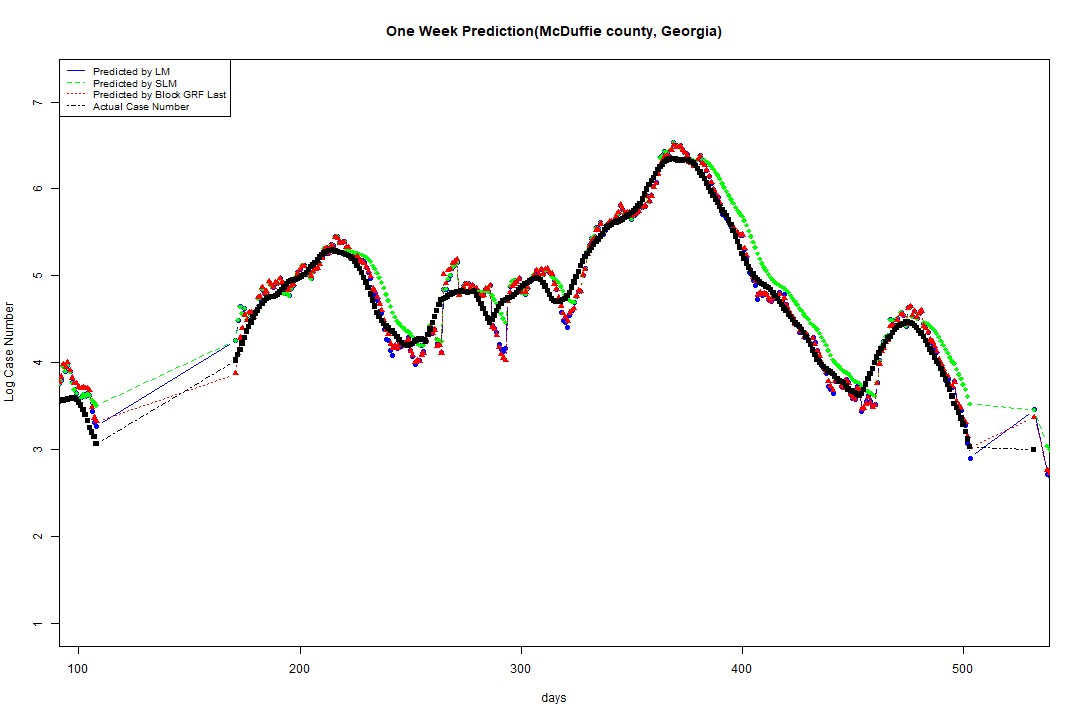 One Week Prediction(McDuffie county, Georgia)
Predicted by LM
Predicted by SLM
Predicted by Block GRF Last
Actual Case Number
7
6
5
4
3
2
1
Log Case Number
100 200 300 400 500
days